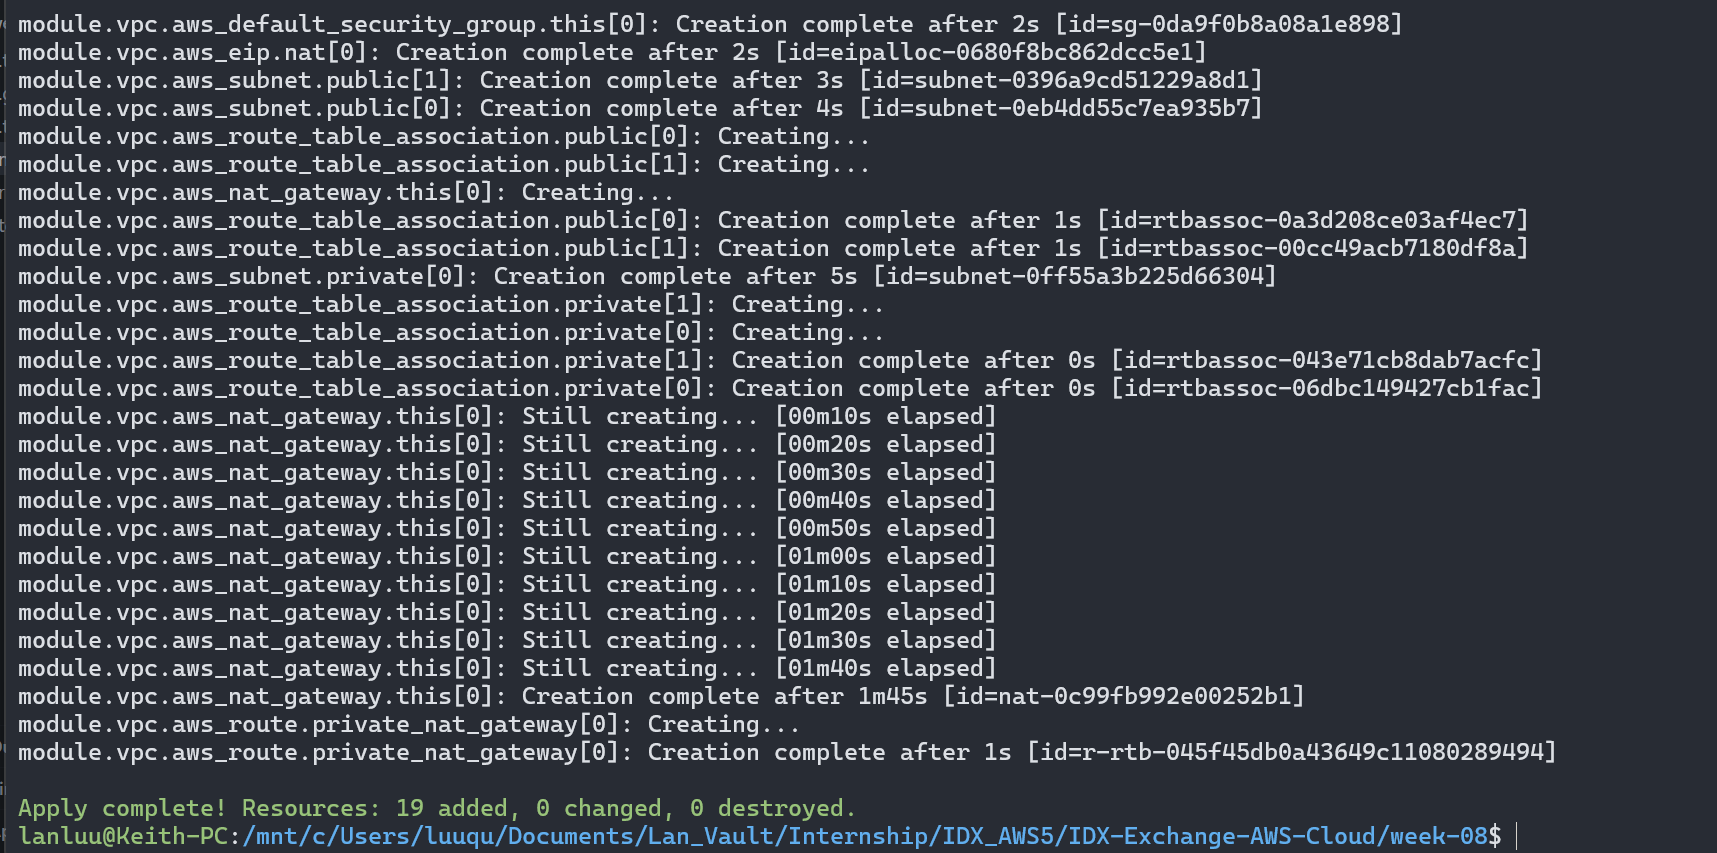 module.vpc.aws_default_security_group.this[0]: Creation complete after 2s [id=sg-0da9f0b8a08a1e898]
module.vpc.aws_eip.nat[0]: Creation complete after 2s [id=eipalloc-0680f8bc862dcc5e1]
module.vpc.aws_subnet.public[1]: Creation complete after 3s [id=subnet-0396a9cd51229a8d1]
module.vpc.aws_subnet.public[0]: Creation complete after 4s [id=subnet-0eb4dd55c7ea935b7]
module.vpc.aws_route_table_association.public[0]: Creating...
module.vpc.aws_route_table_association.public[1]: Creating...
module.vpc.aws_nat_gateway.this[0]: Creating...
module.vpc.aws_route_table_association.public[0]: Creation complete after 1s [id=rtbassoc-0a3d208ce03af4ec7]
module.vpc.aws_route_table_association.public[1]: Creation complete after 1s [id=rtbassoc-00cc49acb7180df8a]
module.vpc.aws_subnet.private[0]: Creation complete after 5s [id=subnet-0ff55a3b225d66304]
module.vpc.aws_route_table_association.private[1]: Creating...
module.vpc.aws_route_table_association.private[0]: Creating...
module.vpc.aws_route_table_association.private[1]: Creation complete after 0s [id=rtbassoc-043e71cb8dab7acfc]
module.vpc.aws_route_table_association.private[0]: Creation complete after 0s [id=rtbassoc-06dbc149427cb1fac]
module.vpc.aws_nat_gateway.this[0]: Still creating... [00m10s elapsed]
module.vpc.aws_nat_gateway.this[0]: Still creating... [00m20s elapsed]
module.vpc.aws_nat_gateway.this[0]: Still creating... [00m30s elapsed]
module.vpc.aws_nat_gateway.this[0]: Still creating... [00m40s elapsed]
module.vpc.aws_nat_gateway.this[0]: Still creating... [00m50s elapsed]
module.vpc.aws_nat_gateway.this[0]: Still creating... [01m00s elapsed]
module.vpc.aws_nat_gateway.this[0]: Still creating... [01m10s elapsed]
module.vpc.aws_nat_gateway.this[0]: Still creating... [01m20s elapsed]
module.vpc.aws_nat_gateway.this[0]: Still creating... [01m30s elapsed]
module.vpc.aws_nat_gateway.this[0]: Still creating... [01m40s elapsed]
module.vpc.aws_nat_gateway.this[0]: Creation complete after 1m45s [id=nat-0c99fb992e00252b1]
module.vpc.aws_route.private_nat_gateway[0]: Creating...
module.vpc.aws_route.private_nat_gateway[0]: Creation complete after 1s [id=r-rtb-045f45db0a43649c11080289494]

Apply complete! Resources: 19 added, 0 changed, 0 destroyed.
lanluu@Keith-PC:/mnt/c/Users/luuqu/Documents/Lan_Vault/Internship/IDX_AWS5/IDX-Exchange-AWS-Cloud/week-08$